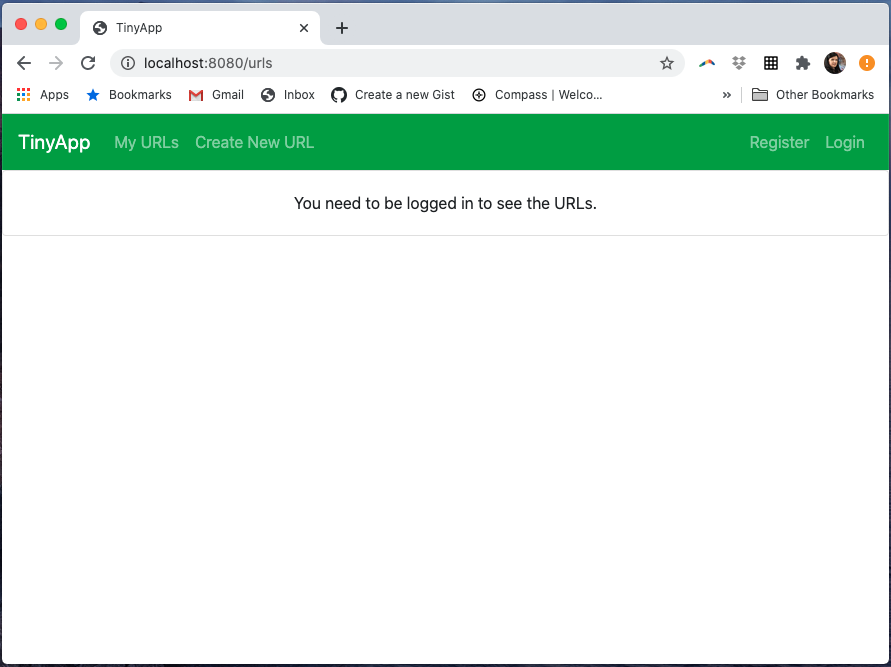 TinyApp
localhost:8080/urls
Apps Bookmarks Gmail Inbox Create a new Gist Compass | Welco... » Other Bookmarks
TinyApp My URLs Create New URL Register Login
You need to be logged in to see the URLs.